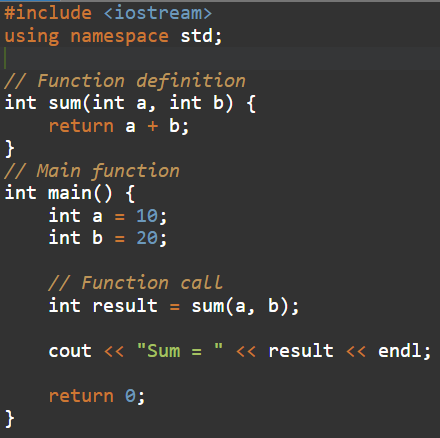 #include <iostream>
using namespace std;
// Function definition
int sum(int a, int b) {
    return a + b;
}
// Main function
int main() {
    int a = 10;
    int b = 20;
    // Function call
    int result = sum(a, b);
    cout << "Sum = " << result << endl;
    return 0;
}